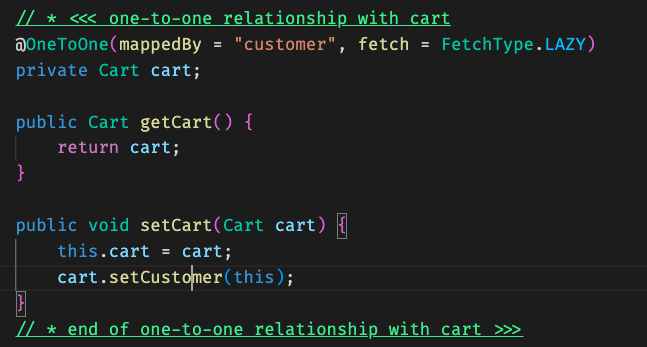 // * <<< one-to-one relationship with cart
@OneToOne(mappedBy = "customer", fetch = FetchType.LAZY)
private Cart cart;
public Cart getCart() {
return cart;
}
public void setCart(Cart cart) {
this.cart = cart;
cart.setCustomer(this);
}
// * end of one-to-one relationship with cart >>>